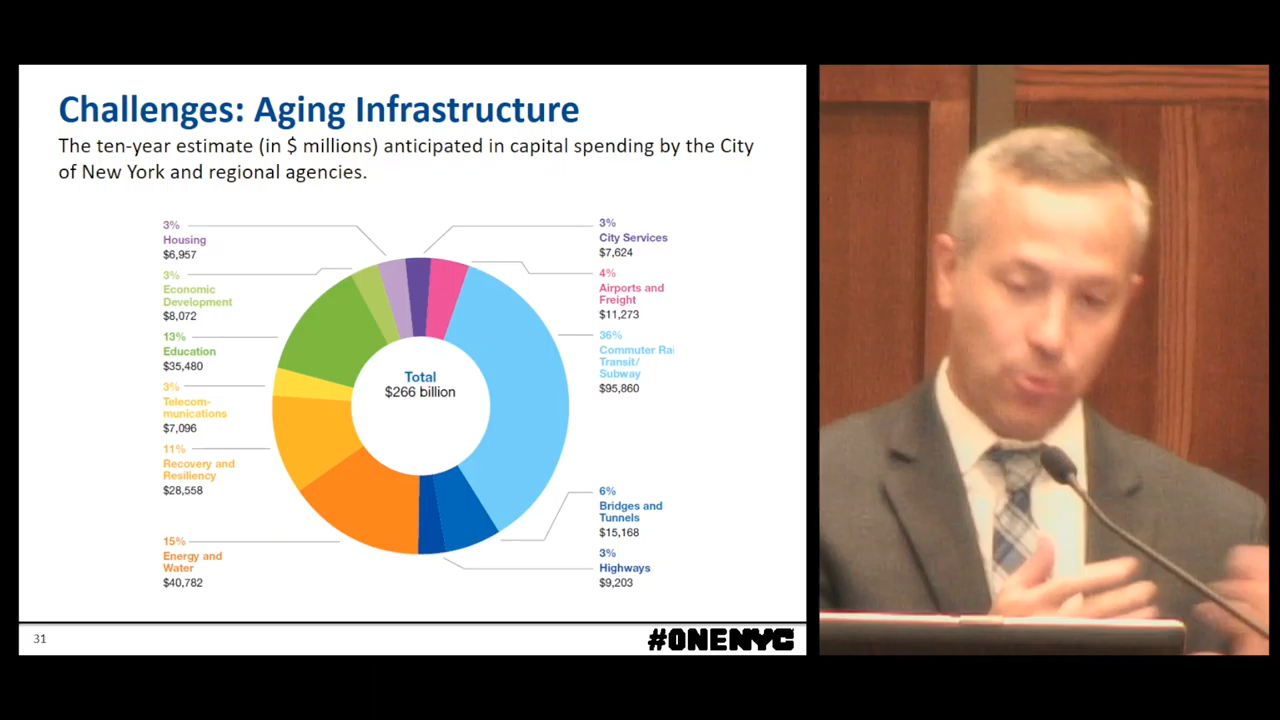 Challenges: Aging Infrastructure
The ten-year estimate (in $ millions) anticipated in capital spending by the City
of New York and regional agencies.
3%
Housing
$6,957
3%
Economic
Development
$8,072
13%
Education
$35,480
3%
Telecom-
munications
$7,096
11%
Recovery and
Resiliency
$28,558
15%
Energy and
Water
$40,782
Total
$266 billion
3%
City Services
$7,624
4%
Airports and
Freight
$11,273
36%
Commuter Rai
Transit/
Subway
$95,860
6%
Bridges and
Tunnels
$15,168
3%
Highways
$9,203
31
#ONENYC